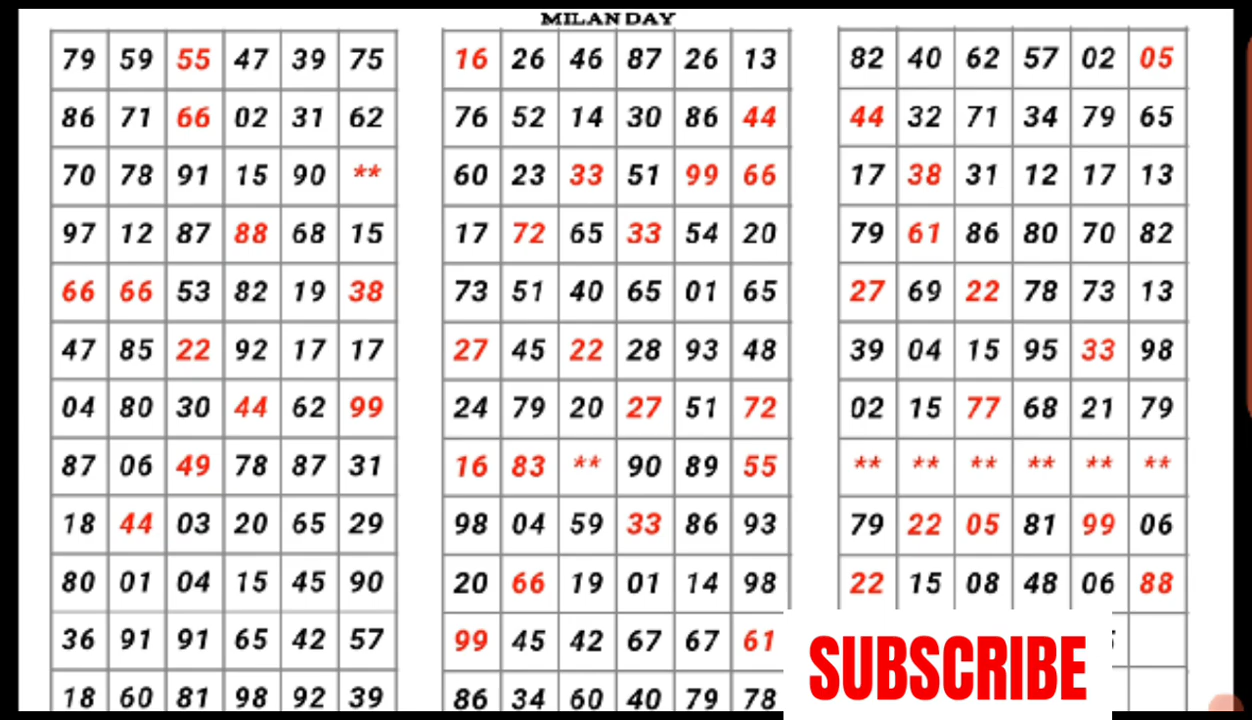 MILAN DAY
79 59 55 47 39 75
86 71 66 02 31 62
70 78 91 15 90 **
97 12 87 88 68 15
66 66 53 82 19 38
47 85 22 92 17 17
04 80 30 44 62 99
87 06 49 78 87 31
18 44 03 20 65 29
80 01 04 15 45 90
36 91 91 65 42 57
18 60 81 98 92 39
16 26 46 87 26 13
76 52 14 30 86 44
60 23 33 51 99 66
17 72 65 33 54 20
73 51 40 65 01 65
27 45 22 28 93 48
24 79 20 27 51 72
16 83 ** 90 89 55
98 04 59 33 86 93
20 66 19 01 14 98
99 45 42 67 67 61
86 34 60 40 79 78
82 40 62 57 02 05
44 32 71 34 79 65
17 38 31 12 17 13
79 61 86 80 70 82
27 69 22 78 73 13
39 04 15 95 33 98
02 15 77 68 21 79
** ** ** ** ** **
79 22 05 81 99 06
22 15 08 48 06 88
SUBSCRIBE